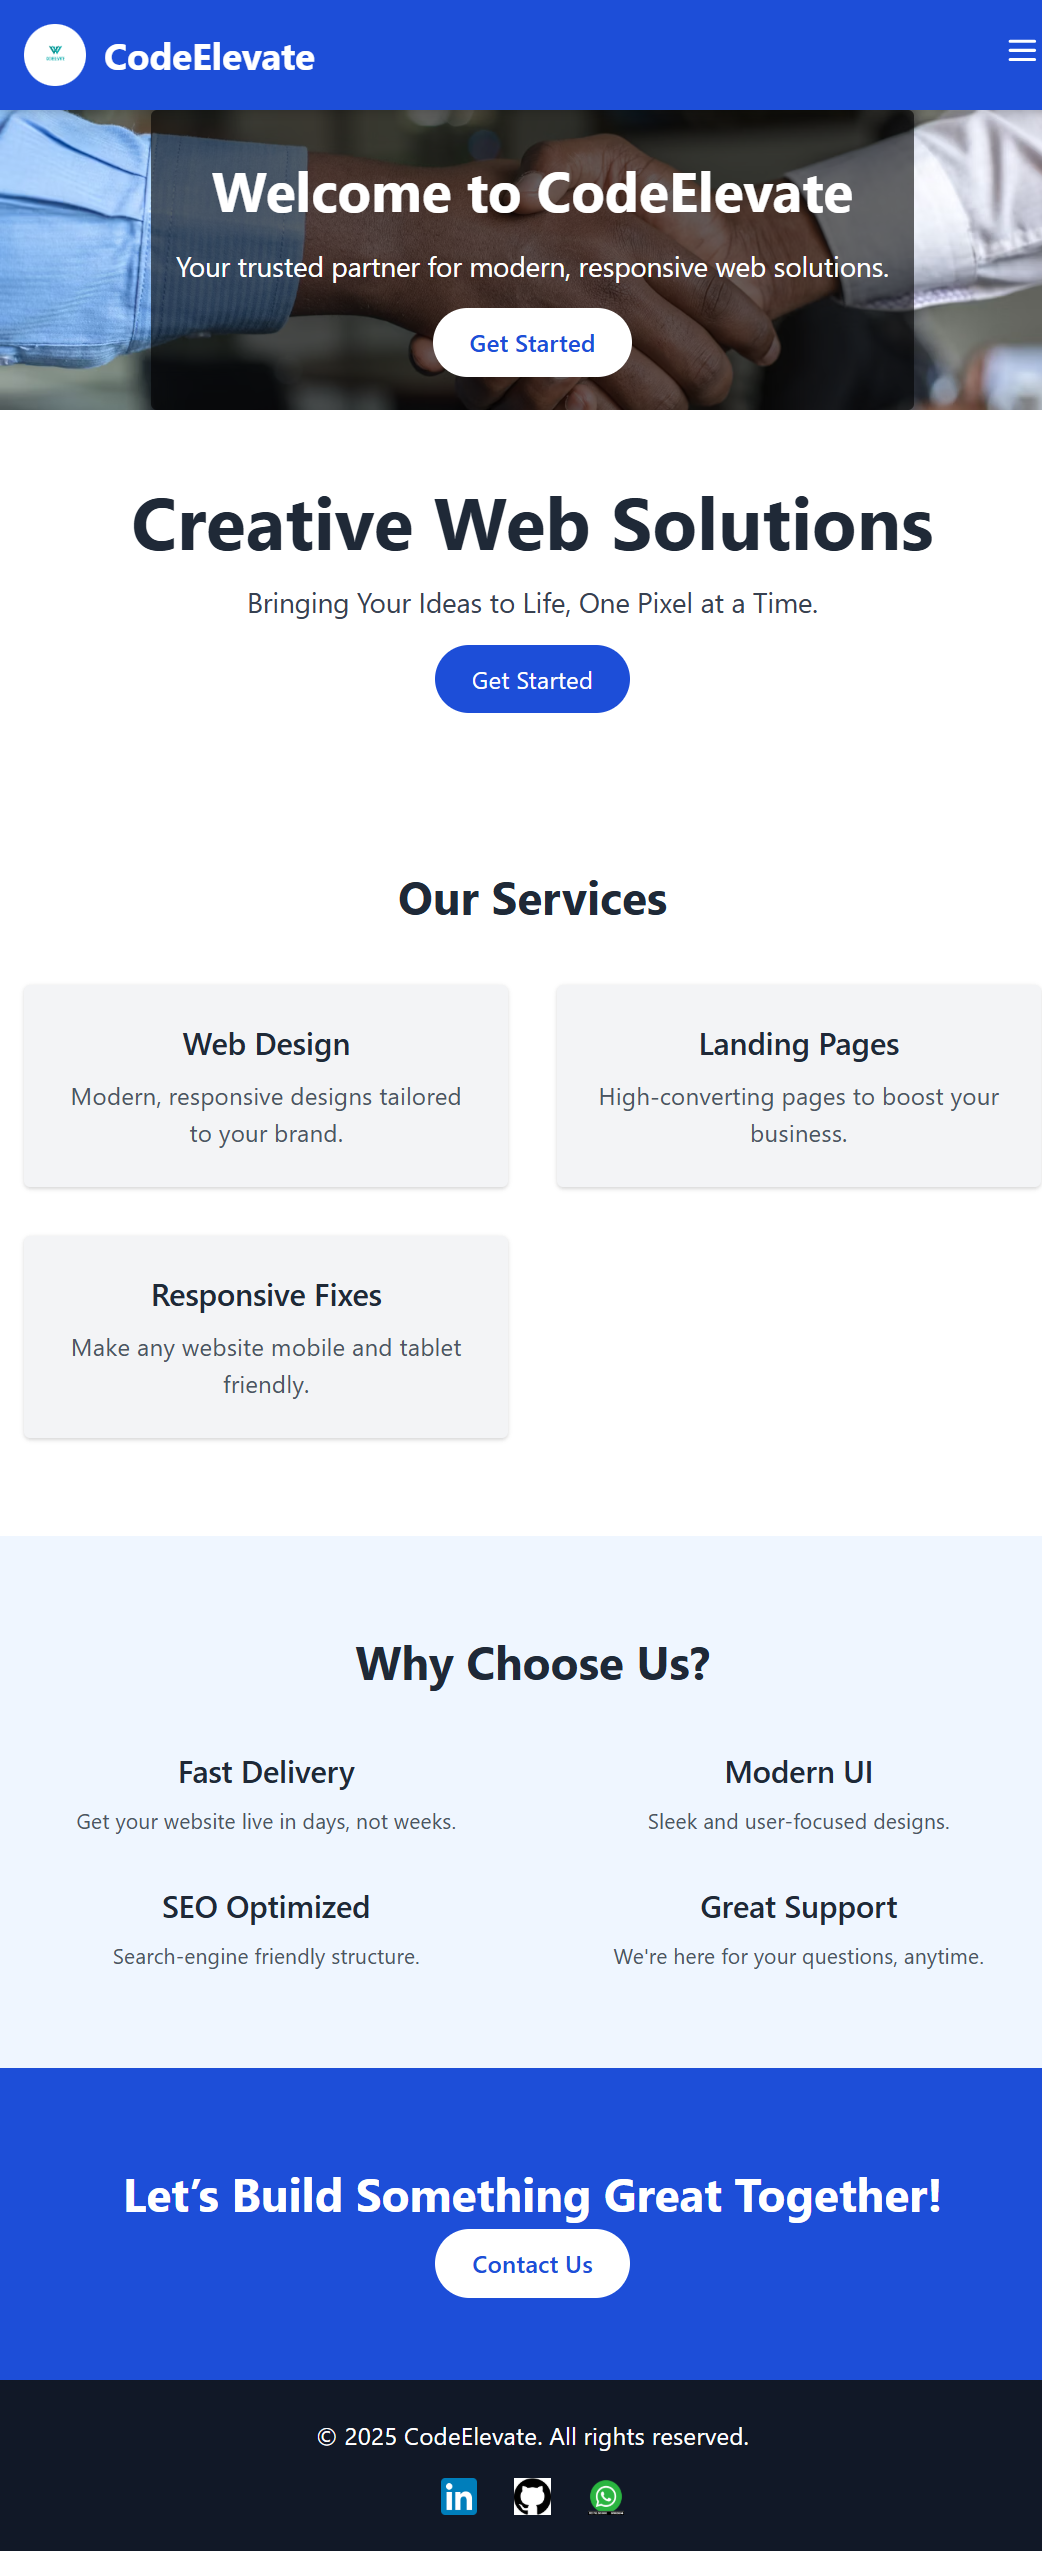 CodeElevate
Welcome to CodeElevate
Your trusted partner for modern, responsive web solutions.
Get Started
Creative Web Solutions
Bringing Your Ideas to Life, One Pixel at a Time.
Get Started
Our Services
Web Design
Modern, responsive designs tailored
to your brand.
Landing Pages
High-converting pages to boost your
business.
Responsive Fixes
Make any website mobile and tablet
friendly.
Why Choose Us?
Fast Delivery
Get your website live in days, not weeks.
Modern UI
Sleek and user-focused designs.
SEO Optimized
Search-engine friendly structure.
Great Support
We're here for your questions, anytime.
Let’s Build Something Great Together!
Contact Us
© 2025 CodeElevate. All rights reserved.
in